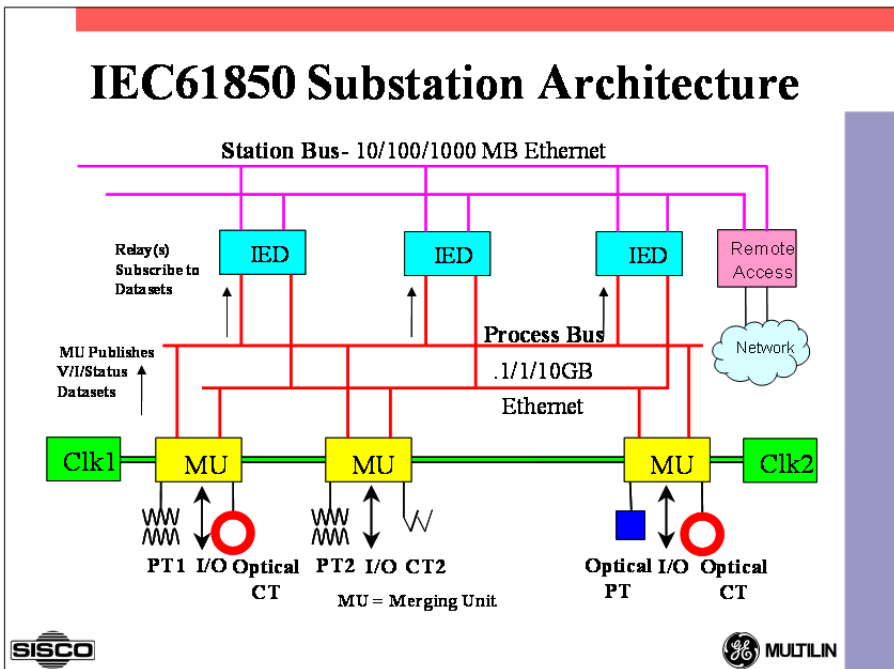 IEC61850 Substation Architecture
Station Bus- 10/100/1000 MB Ethernet
Relay(s)
Subscribe to
Datasets
IED
IED
IED
Remote
Access
Process Bus
Network
MU Publishes
V/I/Status
Datasets
.1/1/10GB
Ethernet
Clk1
MU
MU
MU
Clk2
PT1 I/O Optical
CT
PT2 I/O CT2
Optical I/O Optical
PT CT
MU = Merging Unit
SISCO
GE MULTILIN